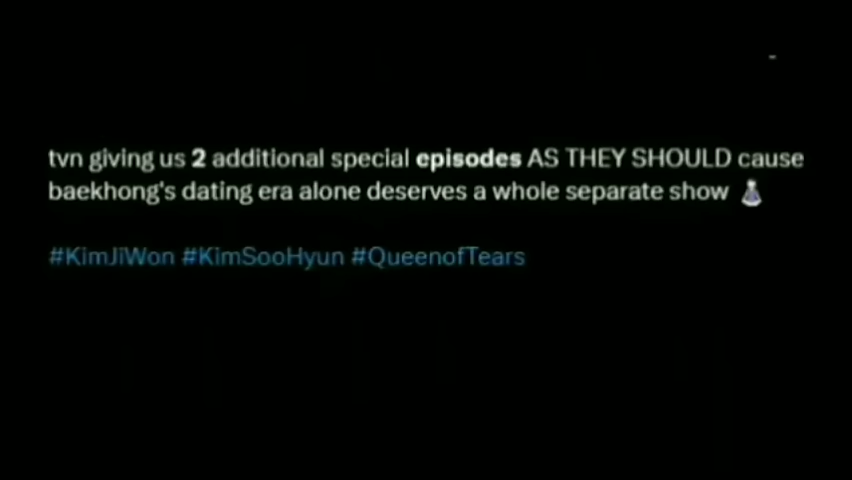 tvn giving us 2 additional special episodes AS THEY SHOULD cause
baekhong's dating era alone deserves a whole separate show
#KimJiWon #KimSooHyun #QueenofTears